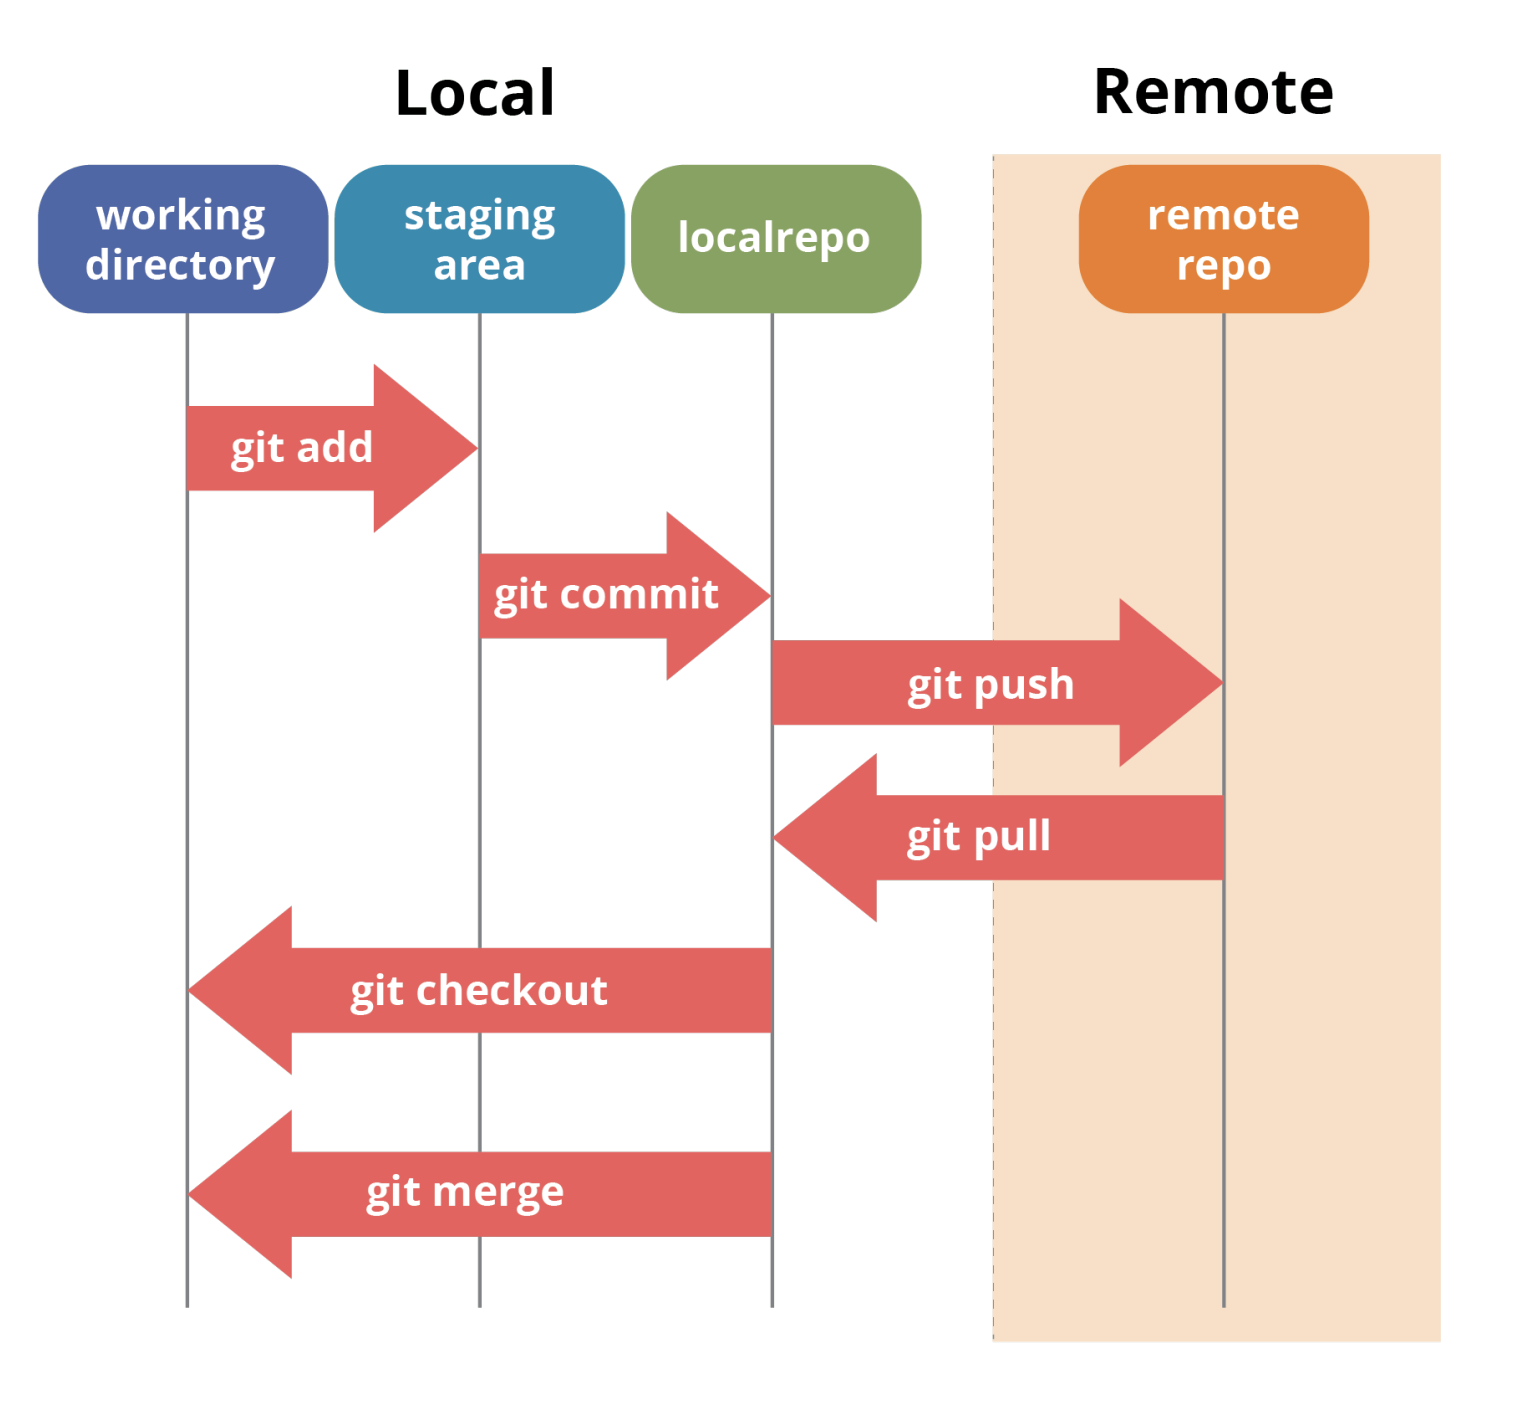 Local
Remote
working
directory
staging
area
localrepo
remote
repo
git add
git commit
git push
git pull
git checkout
git merge